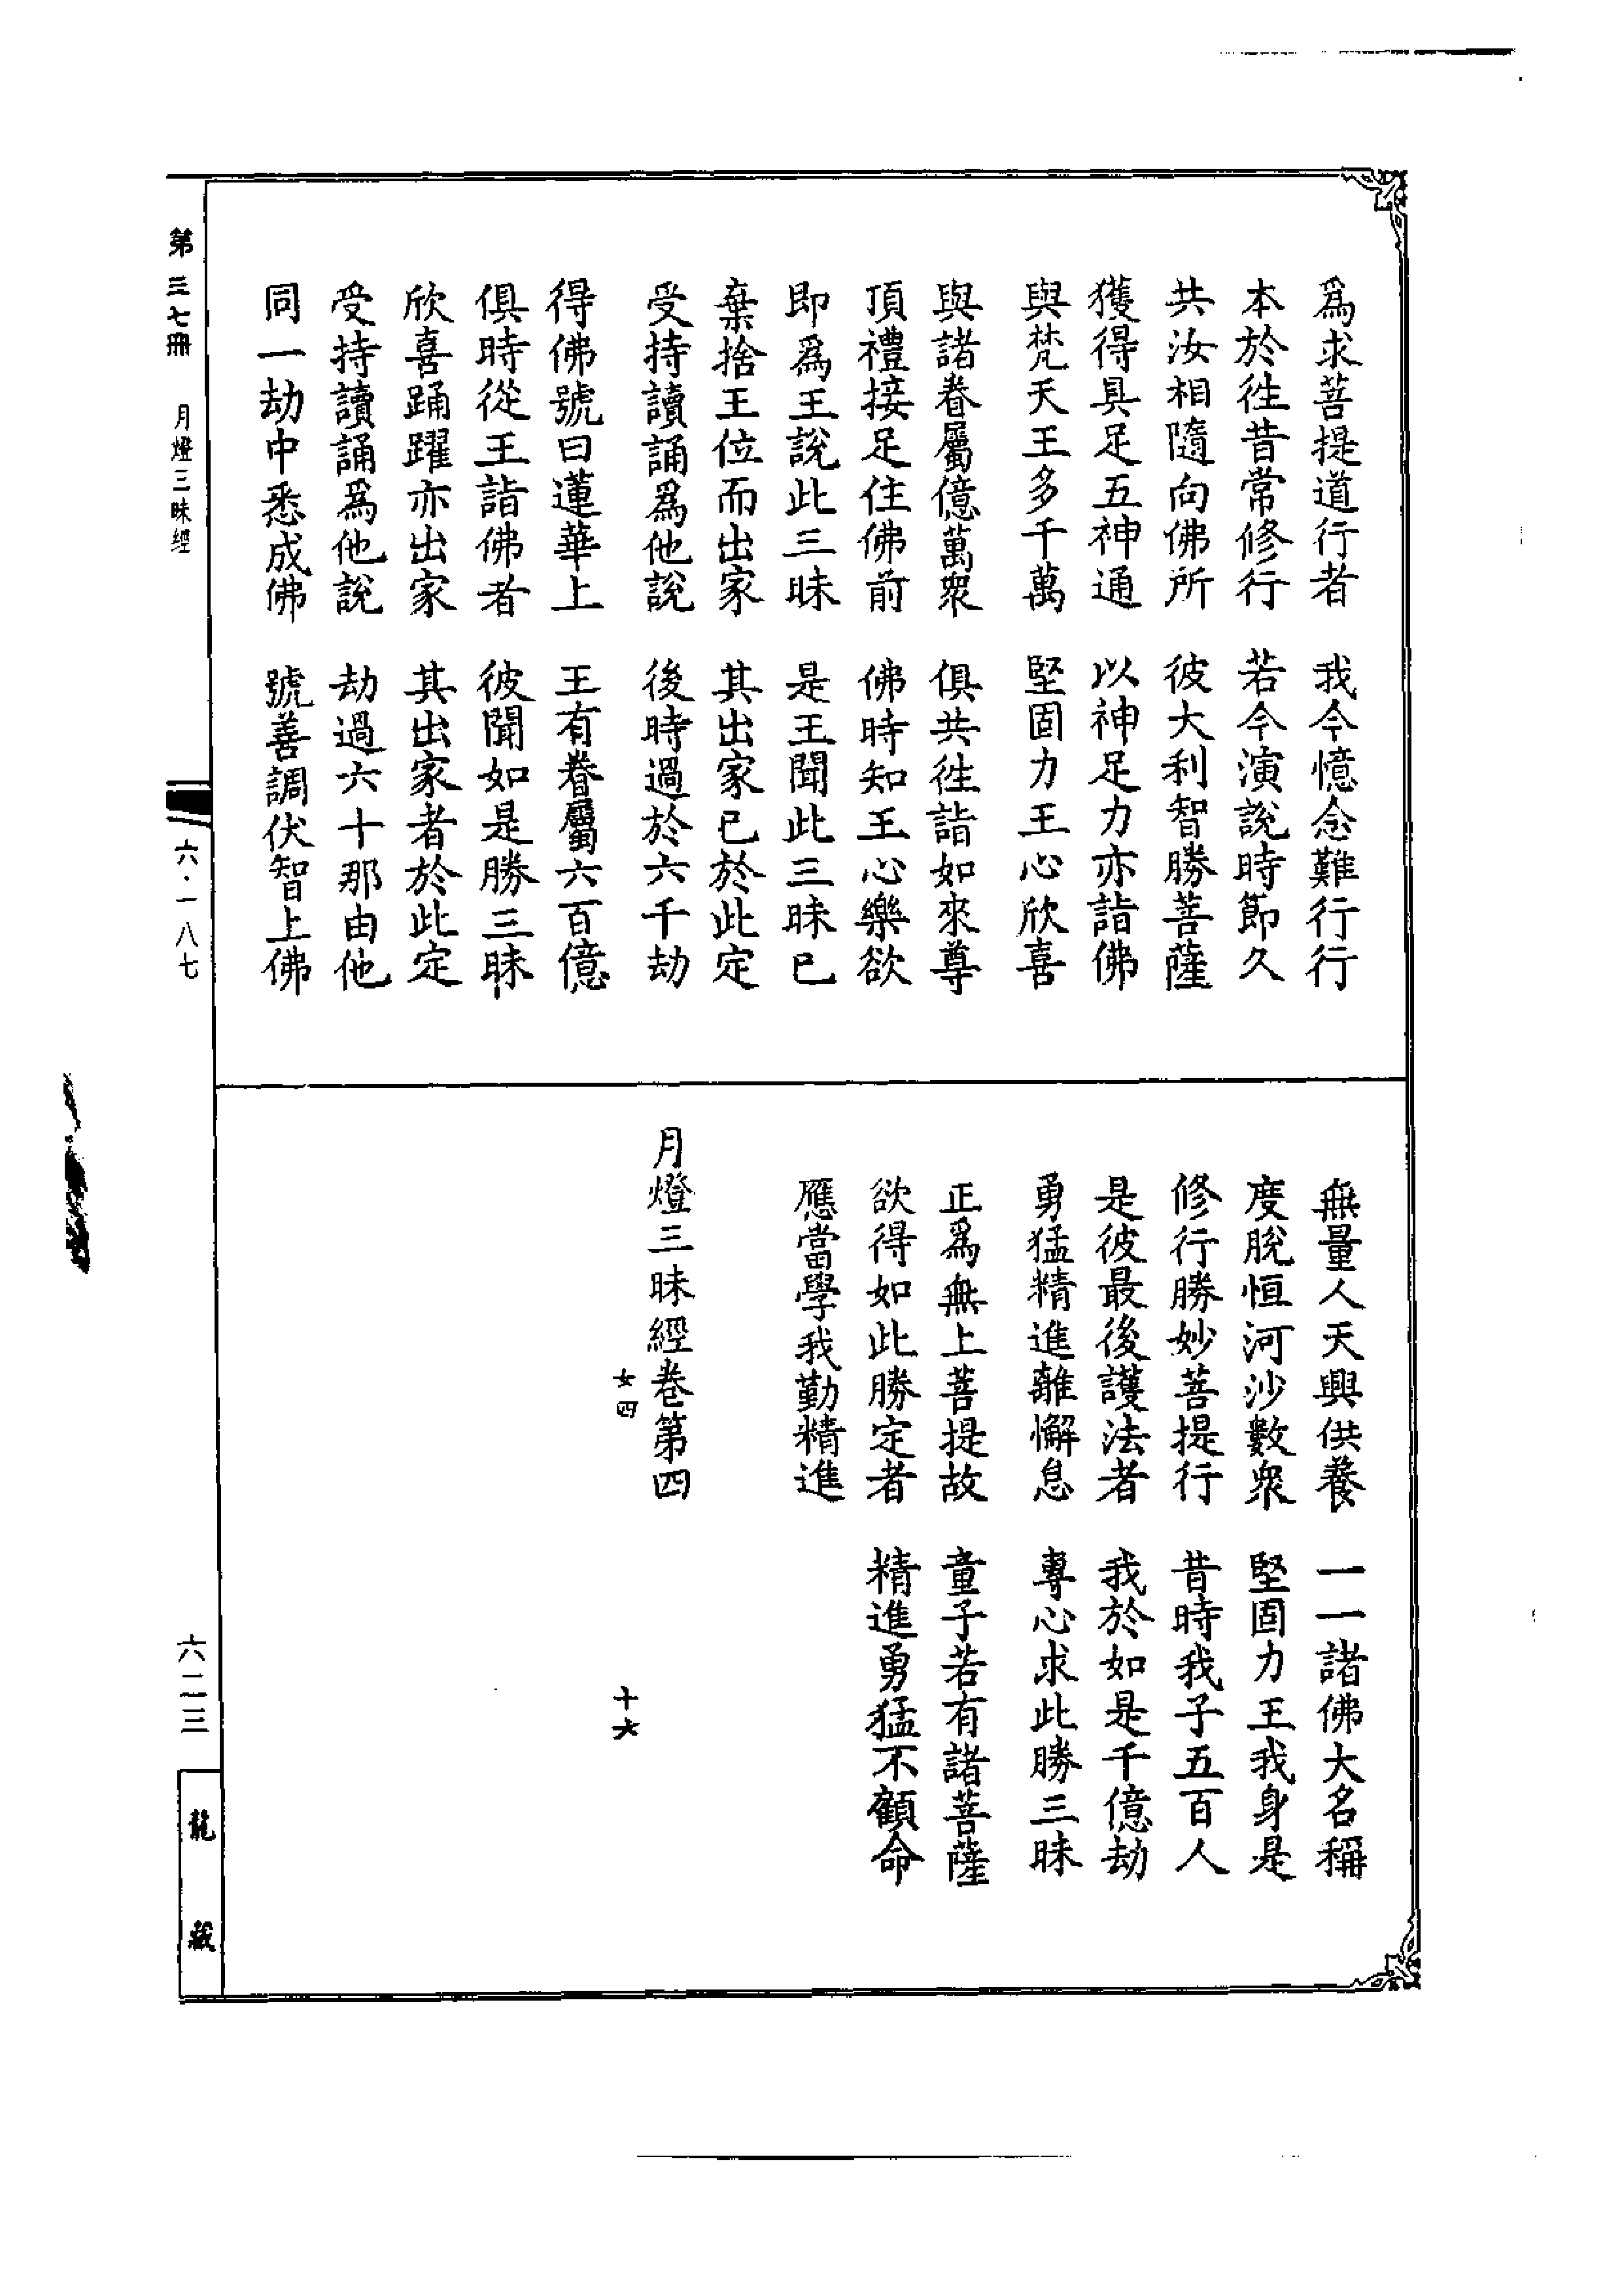 爲求菩提道行者　我今憶念難行行
本於徃昔常修行　若今演說時節久
共汝相隨向佛所　彼大利智勝菩薩
獲得具足五神通　以神足力亦詣佛
與梵天王多千萬　堅固力王心欣喜
與諸眷屬億萬衆　俱共徃詣如來尊
頂禮接足住佛前　佛時知王心樂欲
即爲王說此三昧　是王聞此三昧已
棄捨王位而出家　其出家已於此定
受持讀誦爲他說　後時過於六千劫
得佛號曰蓮華上　王有眷屬六百億
俱時從王詣佛者　彼聞如是勝三昧
欣喜踊躍亦出家　其出家者於此定
受持讀誦爲他說　劫過六十那由他
同一劫中悉成佛　號善調伏智上佛
無量人天興供養　一一諸佛大名稱
度脫恒河沙數衆　堅固力王我身是
修行勝妙菩提行　昔時我子五百人
是彼最後護法者　我於如是千億劫
勇猛精進離懈怠　專心求此勝三昧
正爲無上菩提故　童子若有諸菩薩
欲得如此勝定者　精進勇猛不顧命
應當學我勤精進
月燈三昧經卷第四
女四　十六
第三七冊　月燈三昧經
六·一八七
六二三
龍藏